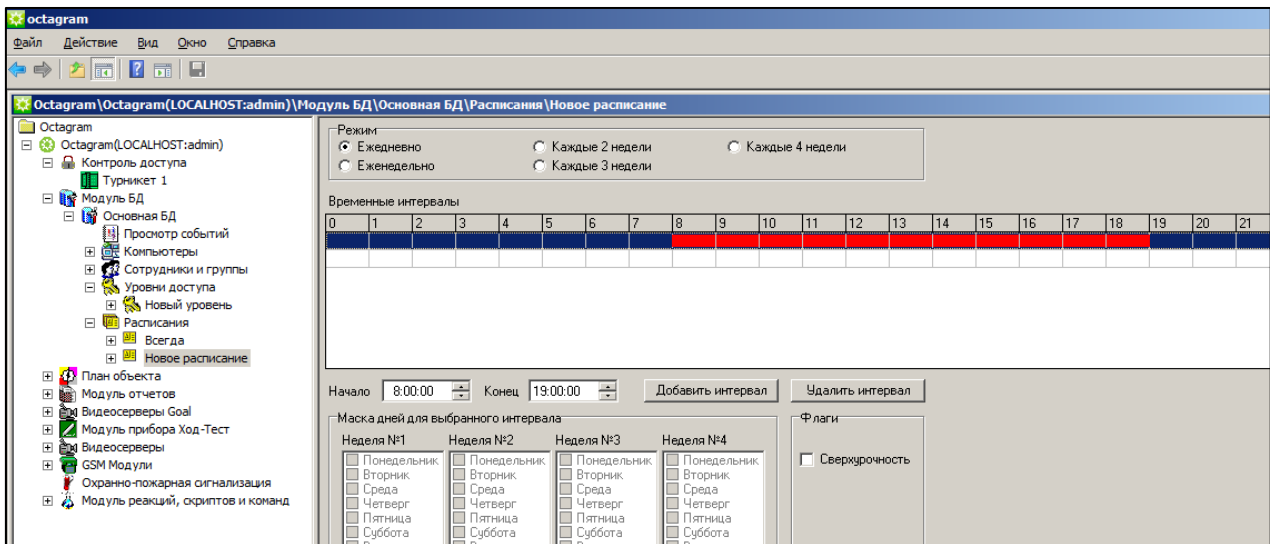 octagram
Файл Действие Вид Окно Справка
Octagram\Octagram(LOCALHOST:admin)\Модуль БД\Основная БД\Расписания\Новое расписание
Octagram
Octagram(LOCALHOST:admin)
Контроль доступа
Турникет 1
Модуль БД
Основная БД
Просмотр событий
Компьютеры
Сотрудники и группы
Уровни доступа
Новый уровень
Расписания
Всегда
Новое расписание
План объекта
Модуль отчетов
Видеосерверы Goal
Модуль прибора Ход-Тест
Видеосерверы
GSM Модули
Охранно-пожарная сигнализация
Модуль реакций, скриптов и команд
Режим
Ежедневно Каждые 2 недели Каждые 4 недели
Еженедельно Каждые 3 недели
Временные интервалы
0 1 2 3 4 5 6 7 8 9 10 11 12 13 14 15 16 17 18 19 20 21
Начало 8:00:00 Конец 19:00:00 Добавить интервал Удалить интервал
Маска дней для выбранного интервала Флаги
Неделя №1 Неделя №2 Неделя №3 Неделя №4
Понедельник Понедельник Понедельник Понедельник Сверхурочность
Вторник Вторник Вторник Вторник
Среда Среда Среда Среда
Четверг Четверг Четверг Четверг
Пятница Пятница Пятница Пятница
Суббота Суббота Суббота Суббота